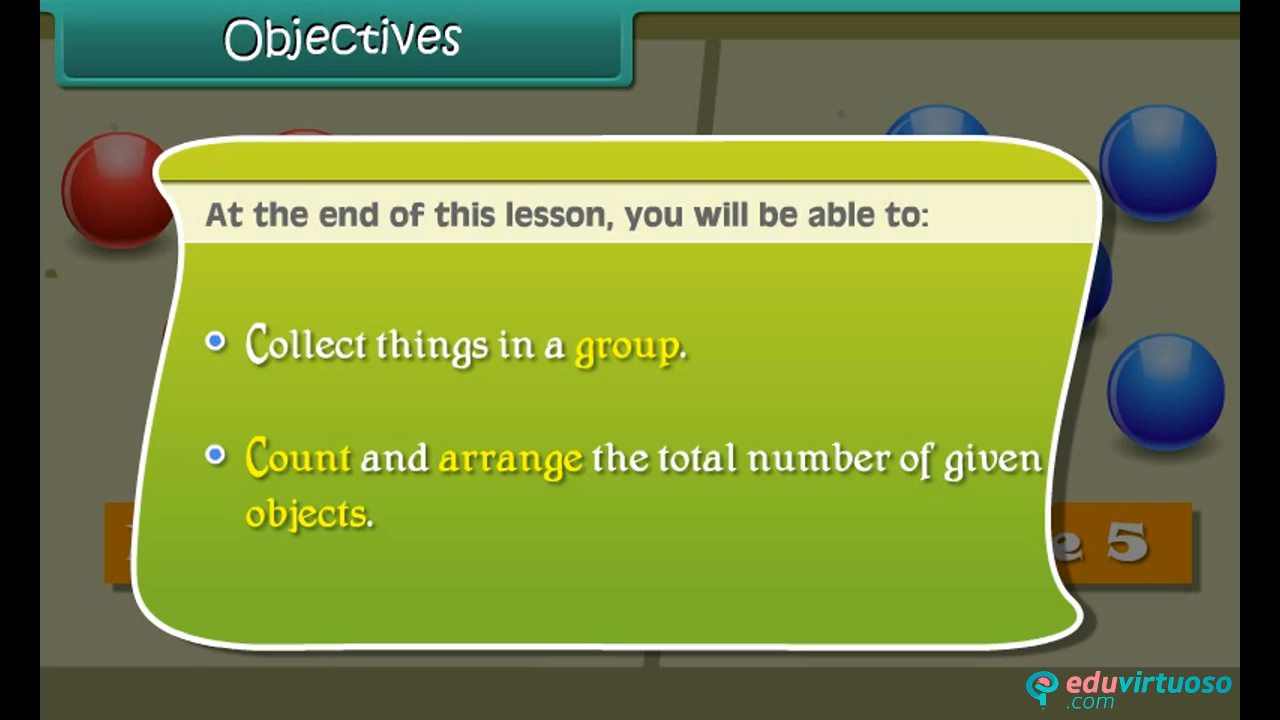 Objectives
At the end of this lesson, you will be able to:
Collect things in a group.
Count and arrange the total number of given
objects.
5
eduvirtuoso
.com